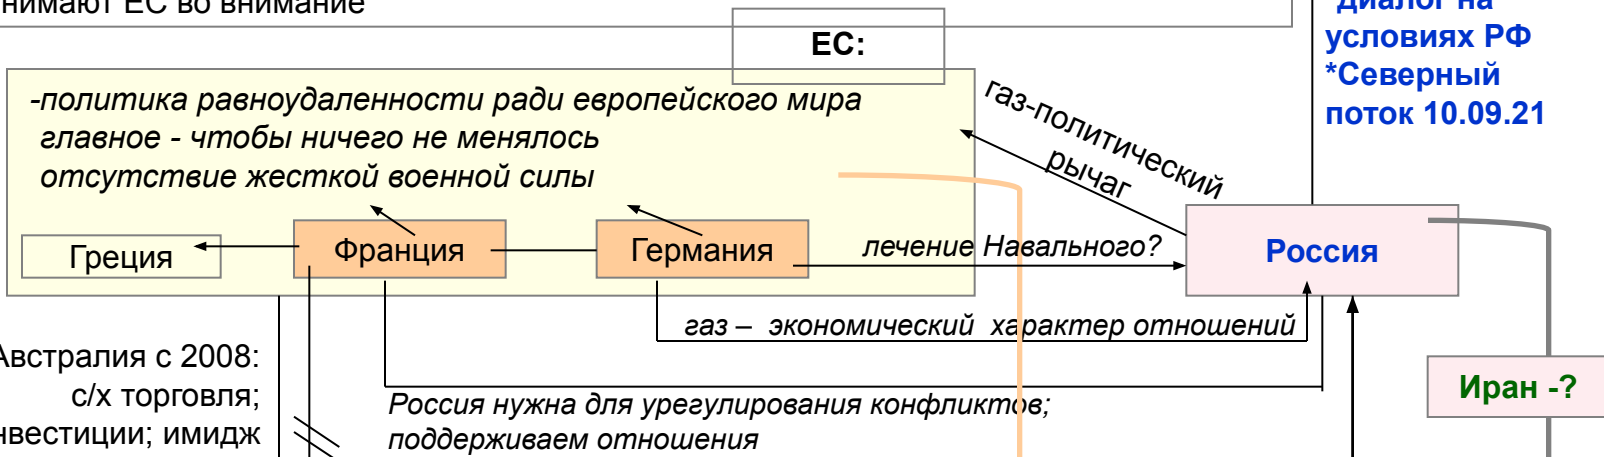 нимают ЕС во внимание
ЕС:
диалог на
условиях РФ
*Северный
поток 10.09.21
-политика равноудаленности ради европейского мира
главное - чтобы ничего не менялось
отсутствие жесткой военной силы
газ-политический
рычаг
Греция
Франция
Германия
лечение Навального?
Россия
газ – экономический характер отношений
Австралия с 2008:
с/х торговля;
нвестиции; имидж
Россия нужна для урегулирования конфликтов;
поддерживаем отношения
Иран -?